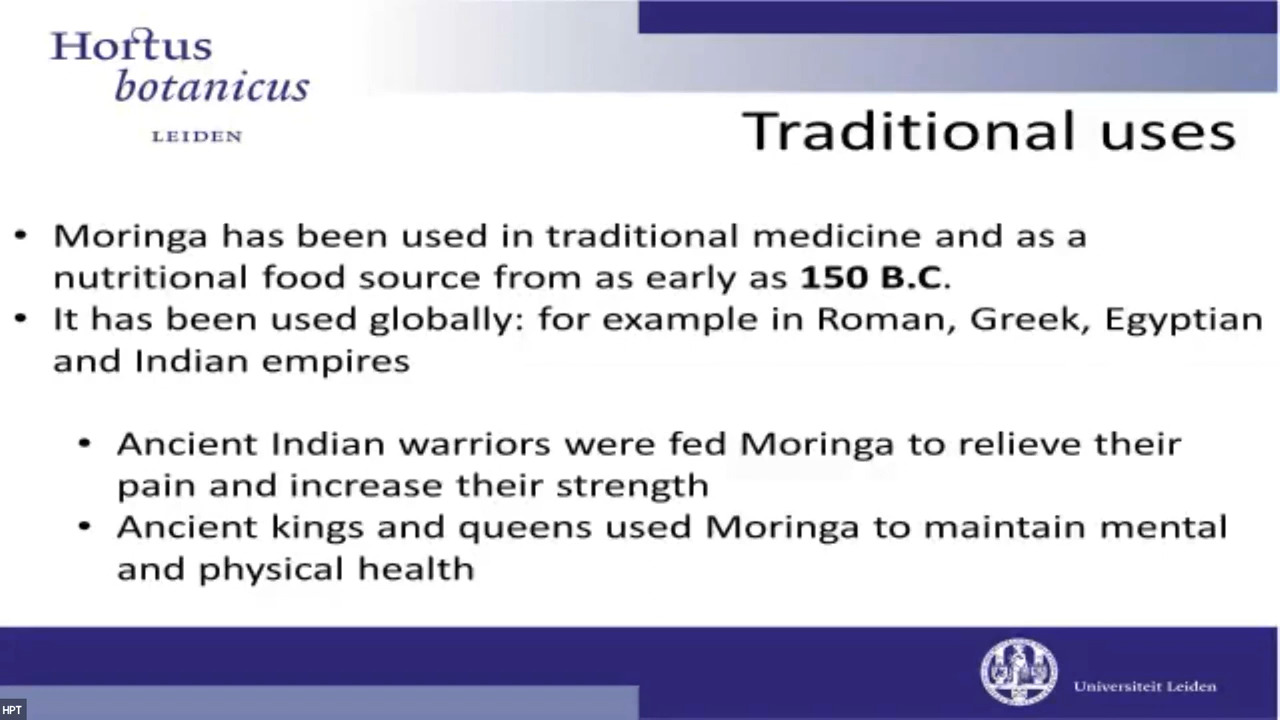 Hortus
botanicus
LEIDEN
Traditional uses
• Moringa has been used in traditional medicine and as a
nutritional food source from as early as 150 B.C.
• It has been used globally: for example in Roman, Greek, Egyptian
and Indian empires
• Ancient Indian warriors were fed Moringa to relieve their
pain and increase their strength
• Ancient kings and queens used Moringa to maintain mental
and physical health
Universiteit Leiden
HPT